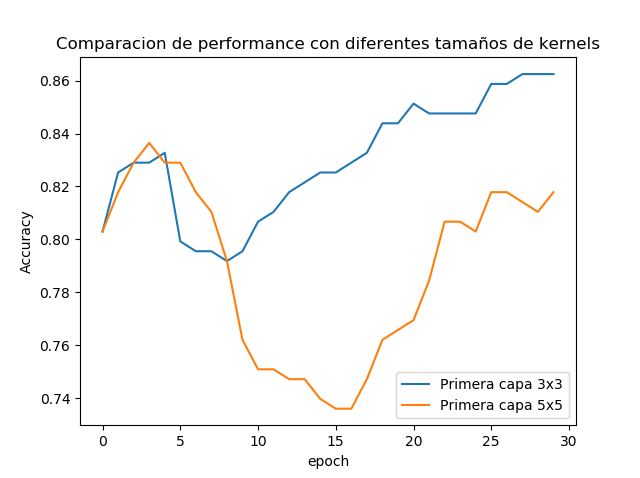 Comparacion de performance con diferentes tamaños de kernels
0.86
0.84
0.82
0.80
0.78
0.76
0.74
Accuracy
Primera capa 3x3
Primera capa 5x5
0 5 10 15 20 25 30
epoch